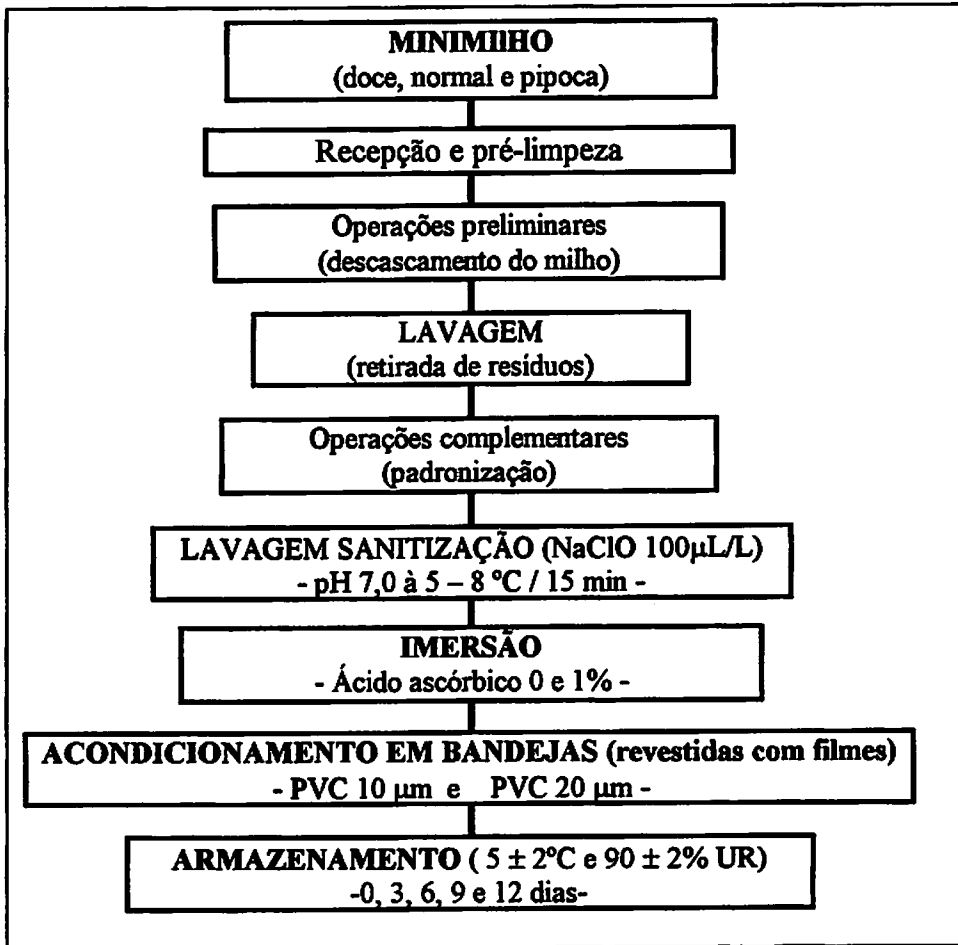 MINIMIlHO
(doce, normal e pipoca)
Recepção e pré-limpeza
Operações preliminares
(descascamento do milho)
LAVAGEM
(retirada de resíduos)
Operações complementares
(padronização)
LAVAGEM SANITIZAÇÃO (NaClO 100µL/L)
- pH 7,0 à 5 – 8 ºC / 15 min -
IMERSÃO
- Ácido ascórbico 0 e 1% -
ACONDICIONAMENTO EM BANDEJAS (revestidas com filmes)
- PVC 10 µm e PVC 20 µm -
ARMAZENAMENTO ( 5 ± 2ºC e 90 ± 2% UR)
-0, 3, 6, 9 e 12 dias-